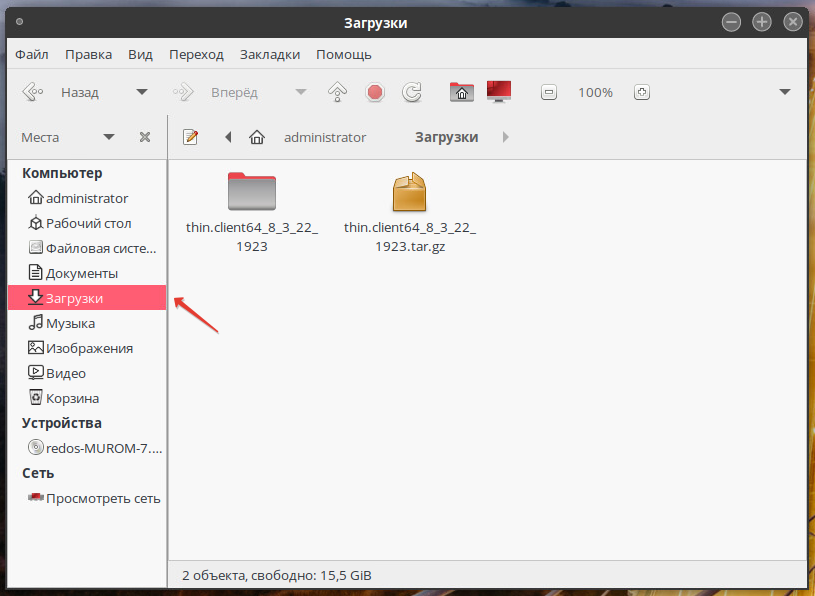 Загрузки
Файл Правка Вид Переход Закладки Помощь
Назад Вперёд 100%
Места administrator Загрузки
Компьютер
administrator
Рабочий стол
Файловая систе...
Документы
Загрузки
Музыка
Изображения
Видео
Корзина
Устройства
redos-MUROM-7....
Сеть
Просмотреть сеть
thin.client64_8_3_22_
1923
thin.client64_8_3_22_
1923.tar.gz
2 объекта, свободно: 15,5 GiB